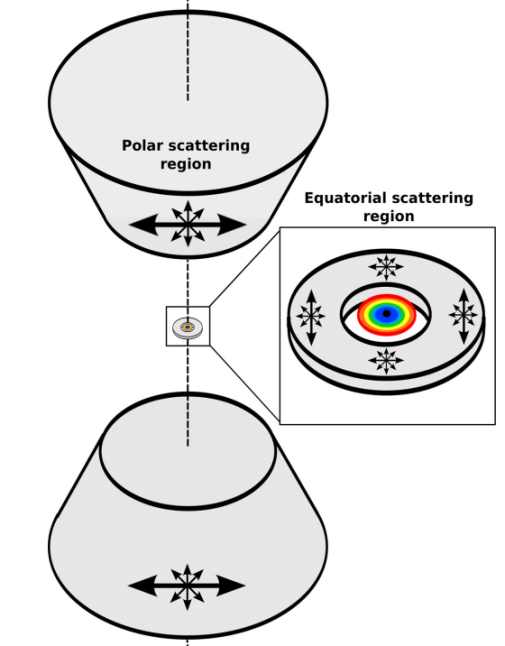 Polar scattering
region
Equatorial scattering
region